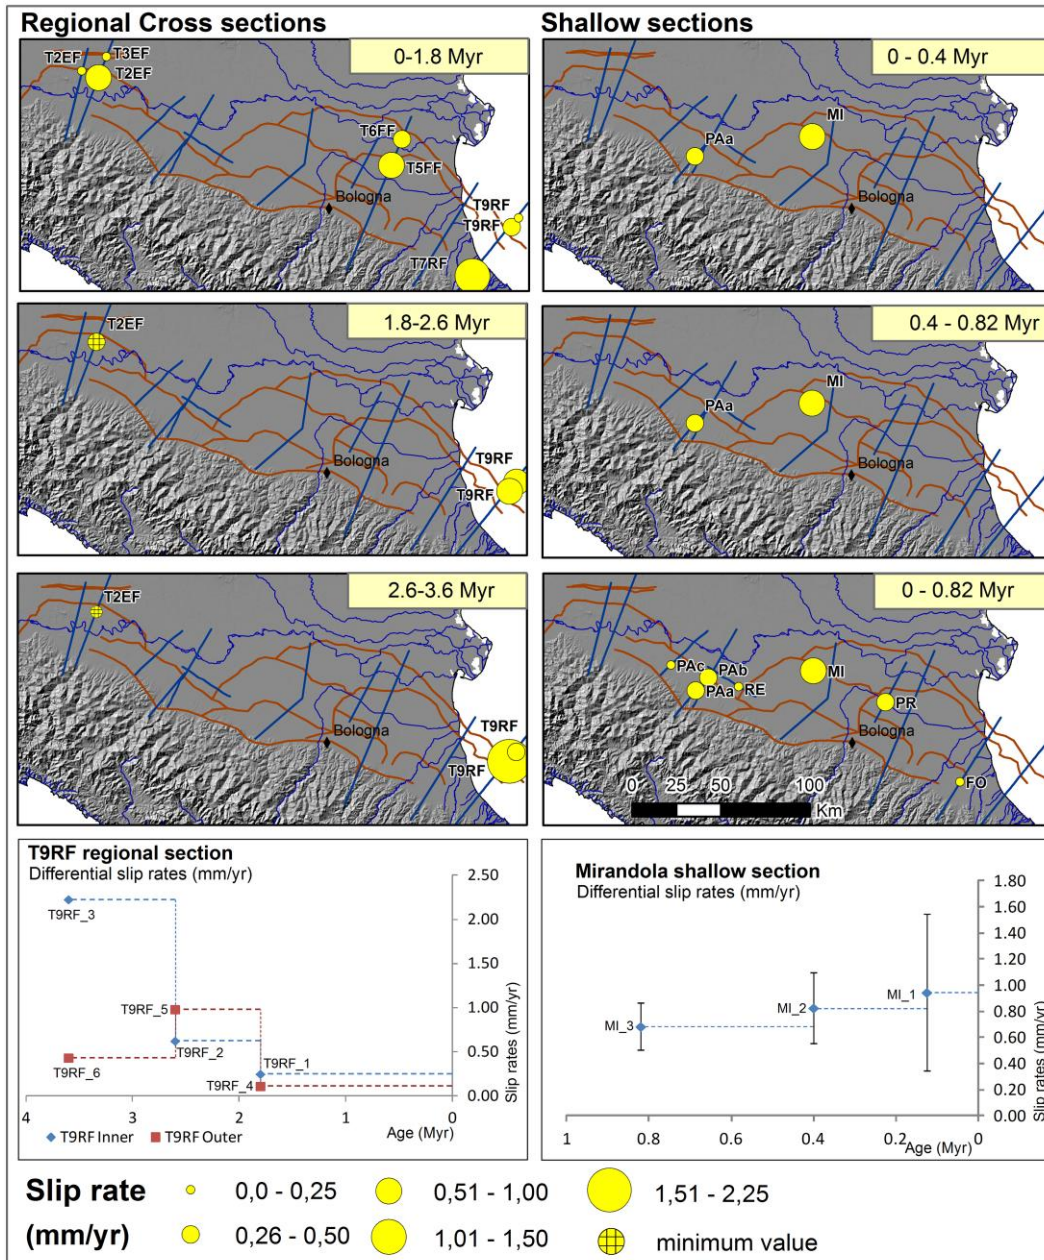 Regional Cross sections
0-1.8 Myr
T2EF
T3EF
T2EF
T6FF
T5FF
Bologna
T9RF
T9RF
T7RF
1.8-2.6 Myr
T2EF
Bologna
T9RF
T9RF
2.6-3.6 Myr
T2EF
Bologna
T9RF
T9RF
Shallow sections
0 - 0.4 Myr
MI
PAa
Bologna
0.4 - 0.82 Myr
MI
PAa
Bologna
0 - 0.82 Myr
PAc
PAb
MI
PAa
RE
PR
Bologna
FO
0 25 50 100
Km
T9RF regional section
Differential slip rates (mm/yr)
2.50
2.00
1.50
1.00
0.50
0.00
Slip rates (mm/yr)
T9RF_3
T9RF_5
T9RF_2
T9RF_1
T9RF_6
T9RF_4
4 3 2 1 0
Age (Myr)
T9RF Inner
T9RF Outer
Mirandola shallow section
Differential slip rates (mm/yr)
1.80
1.60
1.40
1.20
1.00
0.80
0.60
0.40
0.20
0.00
Slip rates (mm/yr)
MI_1
MI_2
MI_3
1 0.8 0.6 0.4 0.2 0
Age (Myr)
Slip rate
(mm/yr)
0,0 - 0,25
0,51 - 1,00
1,51 - 2,25
0,26 - 0,50
1,01 - 1,50
minimum value